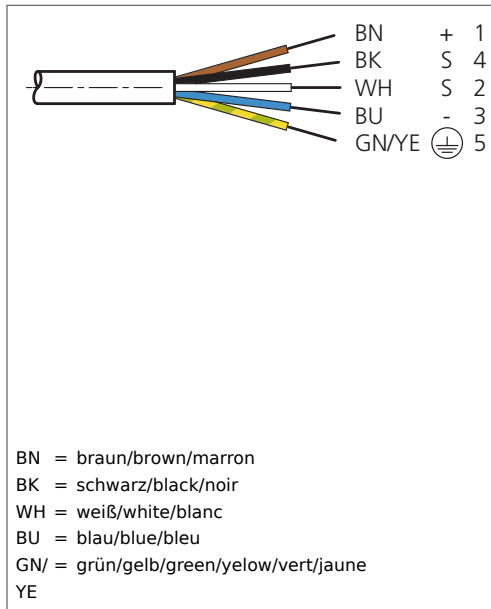 BN + 1
BK S 4
WH S 2
BU - 3
GN/YE 5
BN = braun/brown/marron
BK = schwarz/black/noir
WH = weiß/white/blanc
BU = blau/blue/bleu
GN/ = grün/gelb/green/yelow/vert/jaune
YE